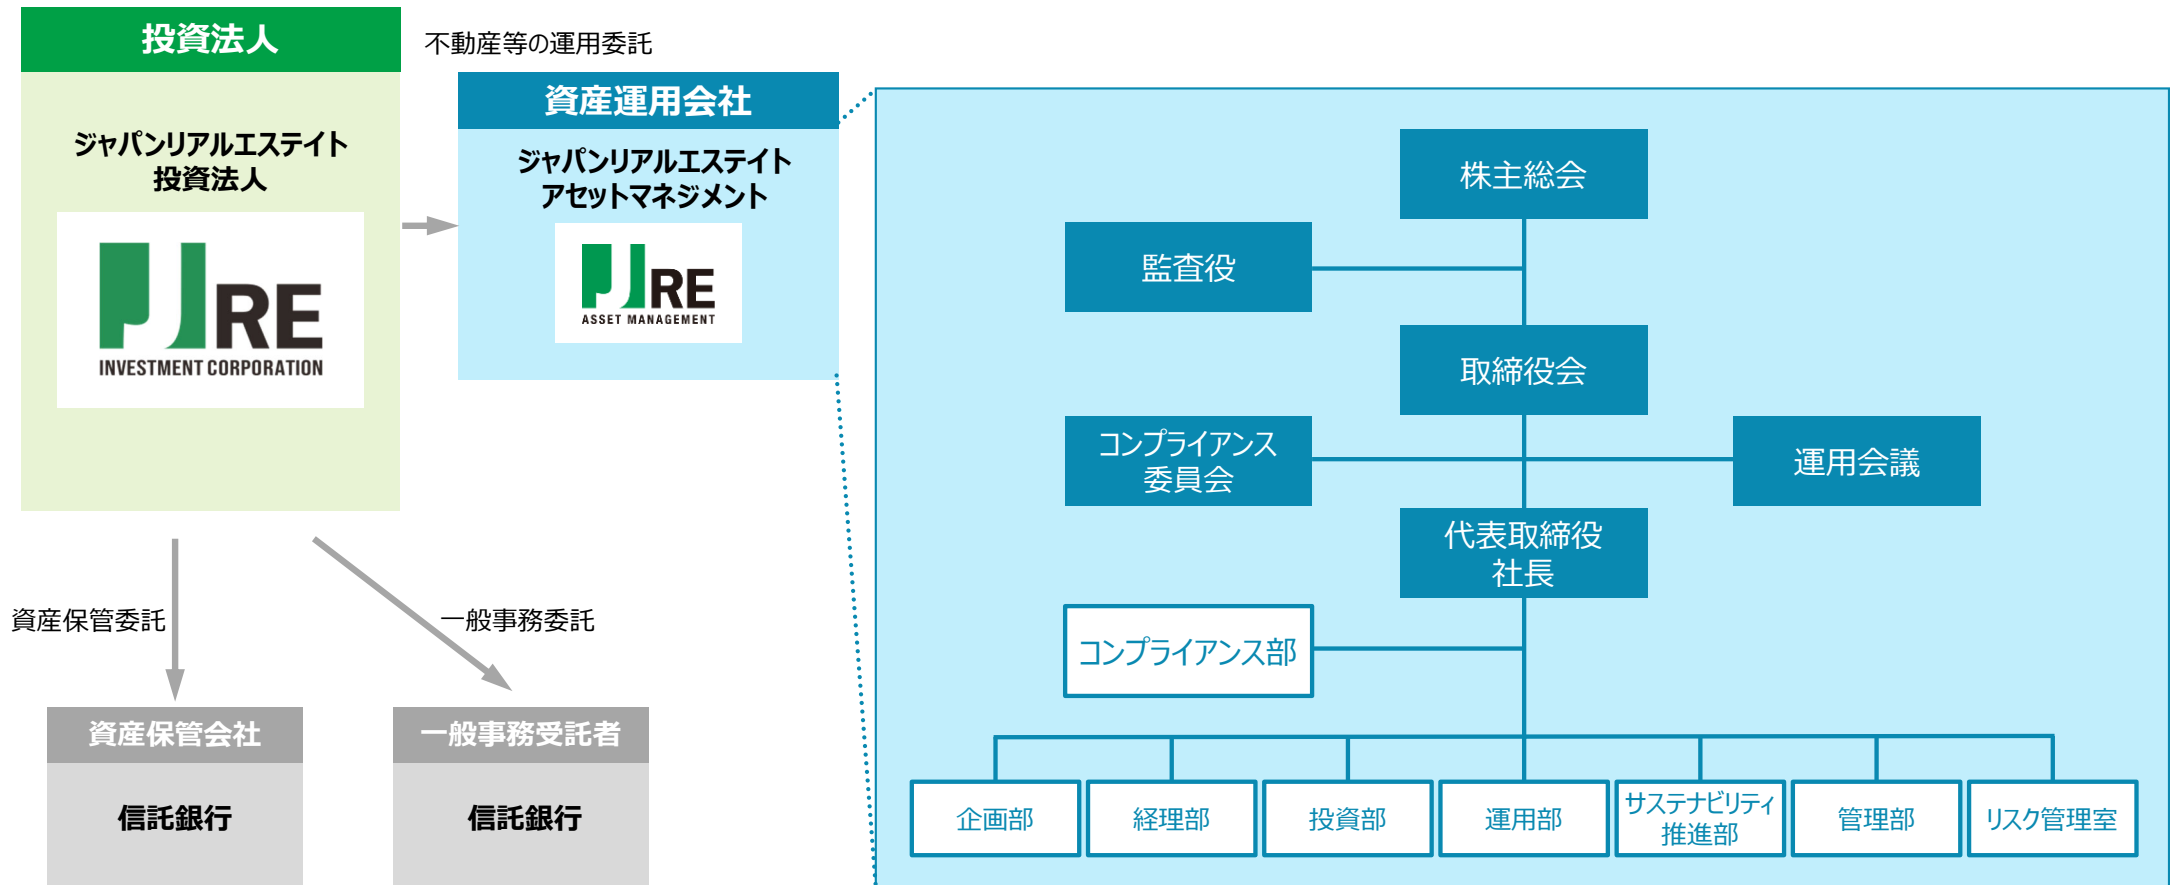 投資法人
不動産等の運用委託
資産運用会社
ジャパンリアルエステイト
投資法人
JRE
INVESTMENT CORPORATION
ジャパンリアルエステイト
アセットマネジメント
JRE
ASSET MANAGEMENT
資産保管委託
一般事務委託
資産保管会社
信託銀行
一般事務受託者
信託銀行
株主総会
監査役
取締役会
コンプライアンス
委員会
運用会議
代表取締役
社長
コンプライアンス部
企画部
経理部
投資部
運用部
サステナビリティ
推進部
管理部
リスク管理室